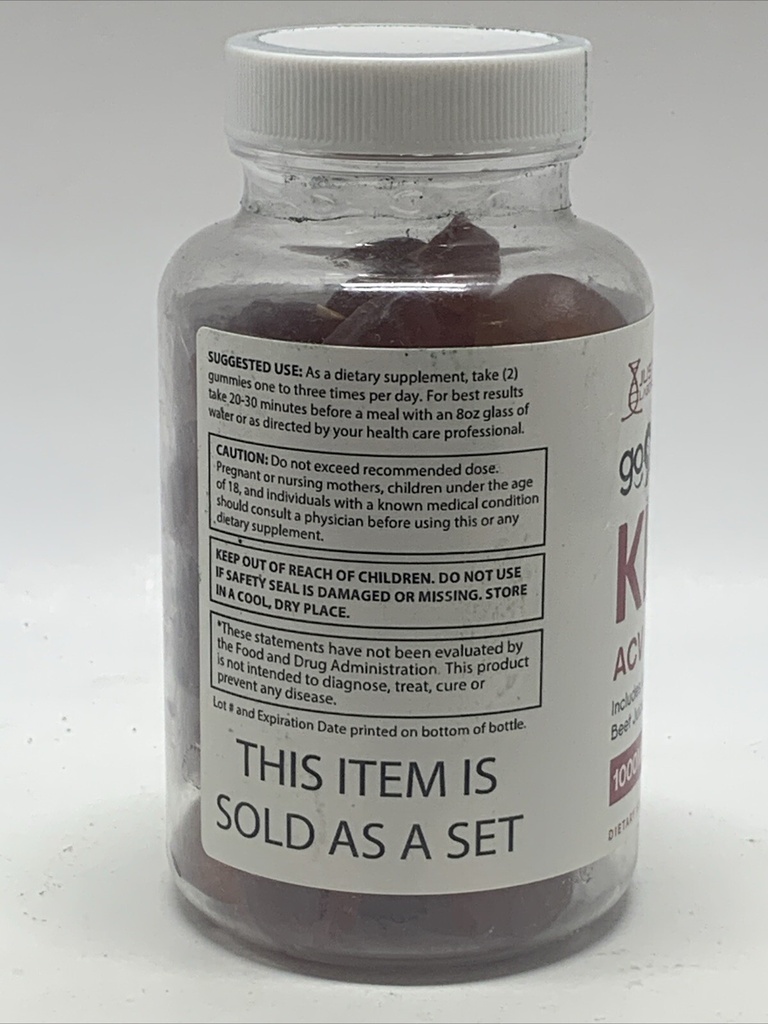 SUGGESTED USE: As a dietary supplement, take (2)
gummies one to three times per day. For best results
take 20-30 minutes before a meal with an 8oz glass of
water or as directed by your health care professional.
CAUTION: Do not exceed recommended dose.
Pregnant or nursing mothers, children under the age
of 18, and individuals with a known medical condition
should consult a physician before using this or any
dietary supplement.
KEEP OUT OF REACH OF CHILDREN. DO NOT USE
IF SAFETY SEAL IS DAMAGED OR MISSING. STORE
IN A COOL, DRY PLACE.
*These statements have not been evaluated by
the Food and Drug Administration. This product
is not intended to diagnose, treat, cure or
prevent any disease.
Lot # and Expiration Date printed on bottom of bottle.
THIS ITEM IS
SOLD AS A SET
ACV
Includes
Beet
1000